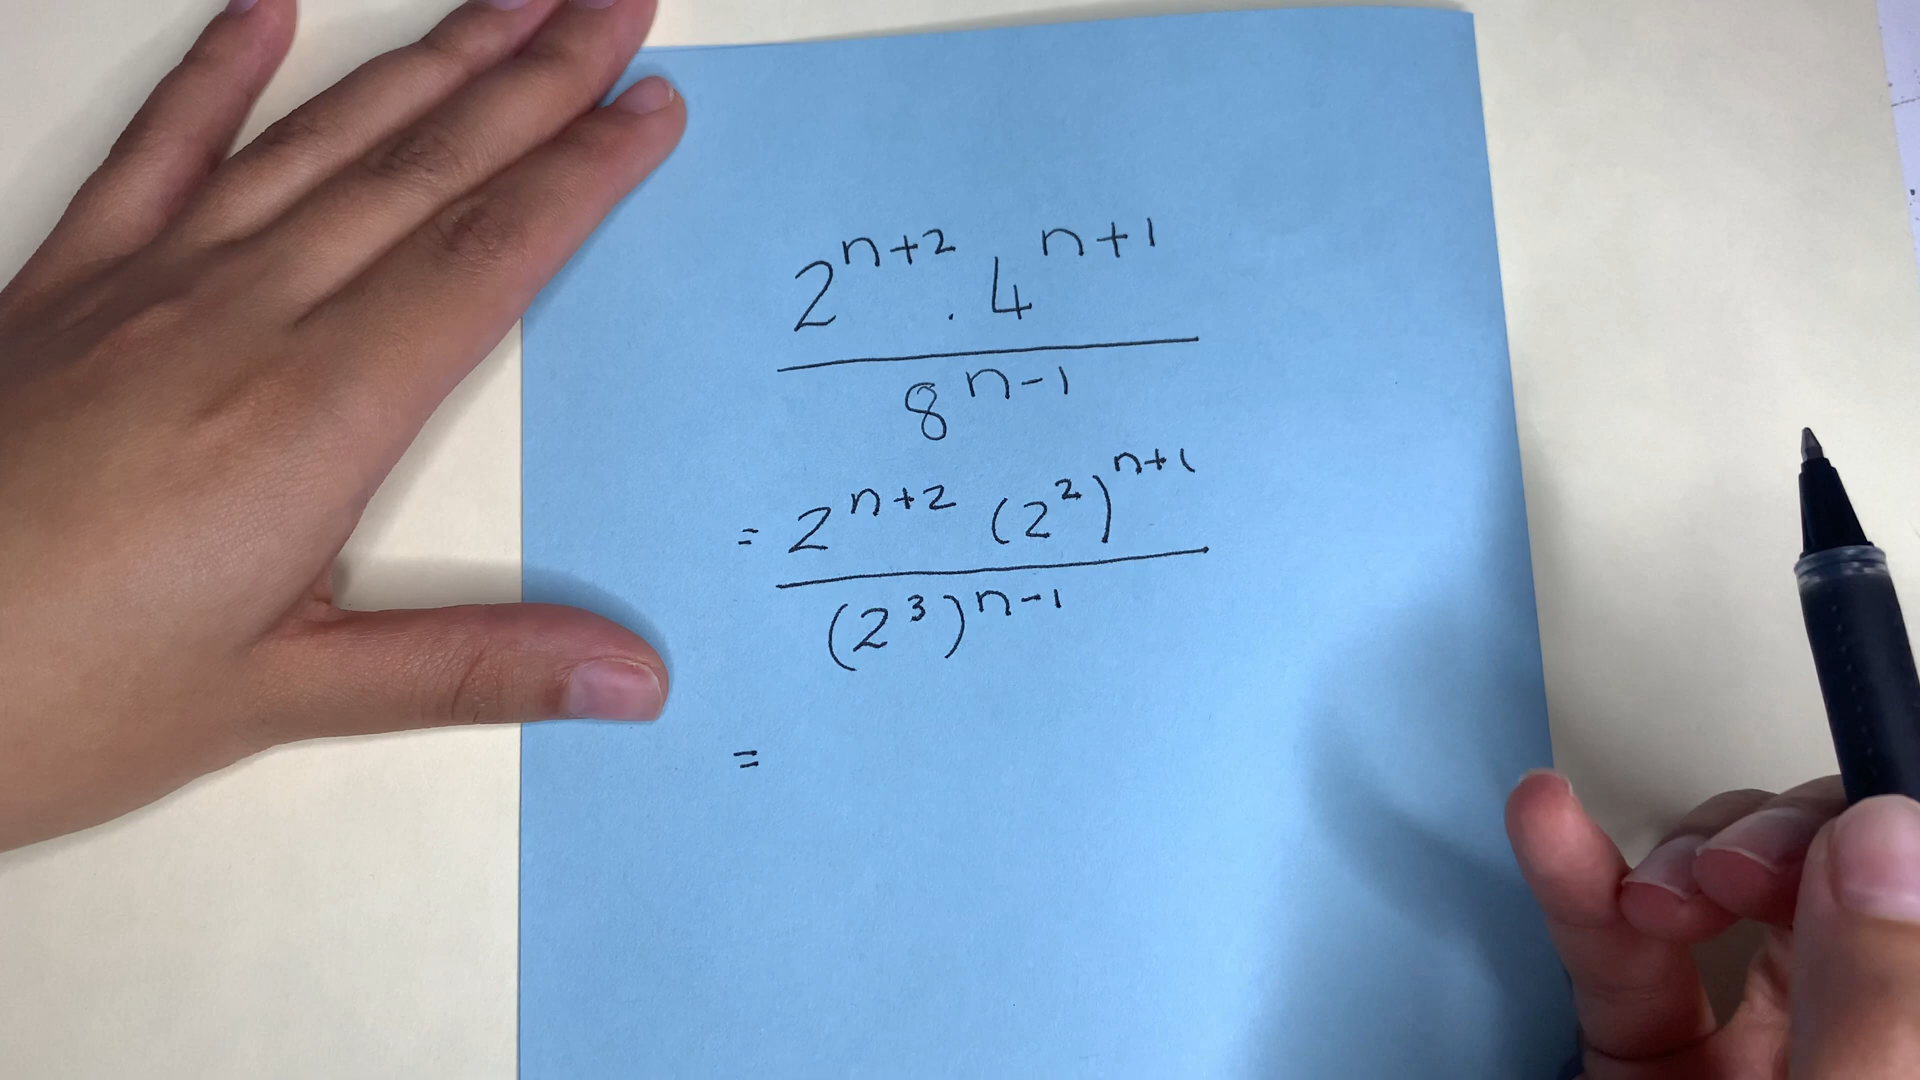 2^{n+2} . 4^{n+1}
8^{n-1}
= 2^{n+2} (2^2)^{n+1}
(2^3)^{n-1}
=